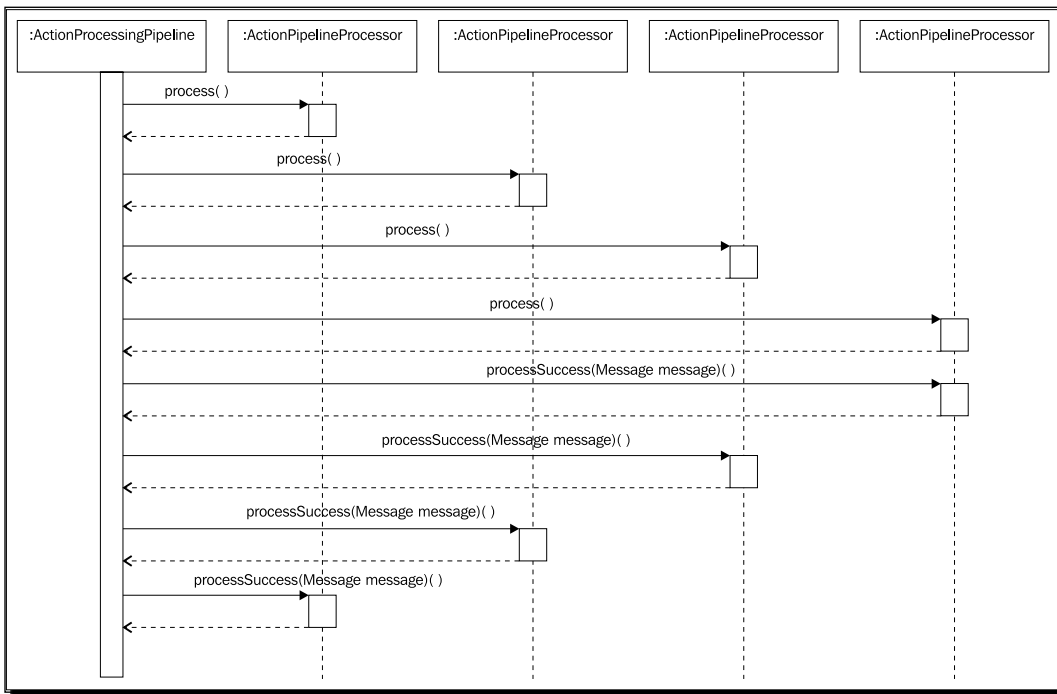 :ActionProcessingPipeline
:ActionPipelineProcessor
:ActionPipelineProcessor
:ActionPipelineProcessor
:ActionPipelineProcessor
process( )
process( )
process( )
process( )
processSuccess(Message message)( )
processSuccess(Message message)( )
processSuccess(Message message)( )
processSuccess(Message message)( )